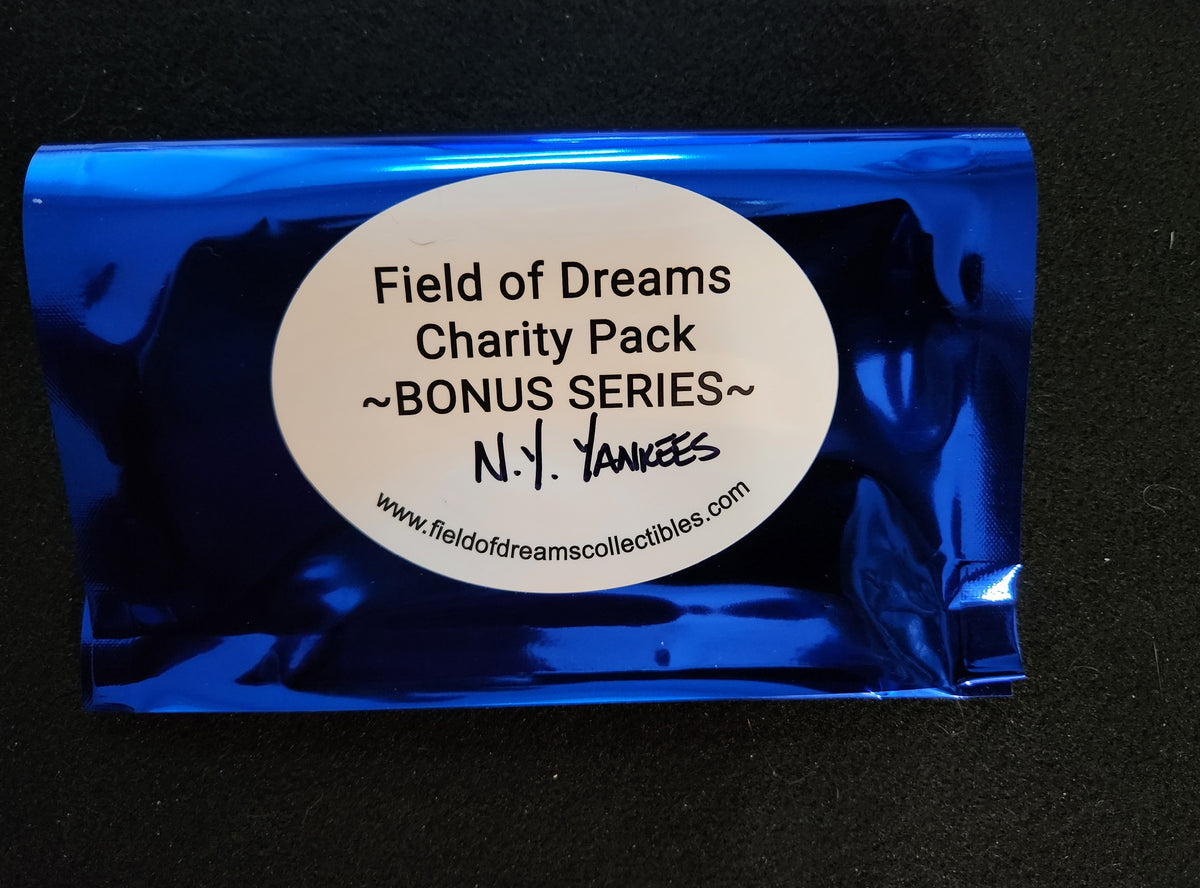 Field of Dreams
Charity Pack
~BONUS SERIES~
N.Y. YANKEES
www.fieldofdreamscollectibles.com